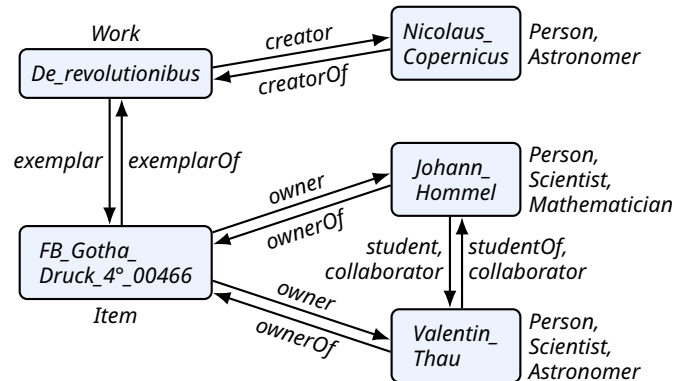 Work
De_revolutionibus
creator
creatorOf
Nicolaus_
Copernicus
Person,
Astronomer
exemplar
exemplarOf
FB_Gotha_
Druck_4°_00466
Item
owner
ownerOf
Johann_
Hommel
Person,
Scientist,
Mathematician
student,
collaborator
studentOf,
collaborator
owner
ownerOf
Valentin_
Thau
Person,
Scientist,
Astronomer